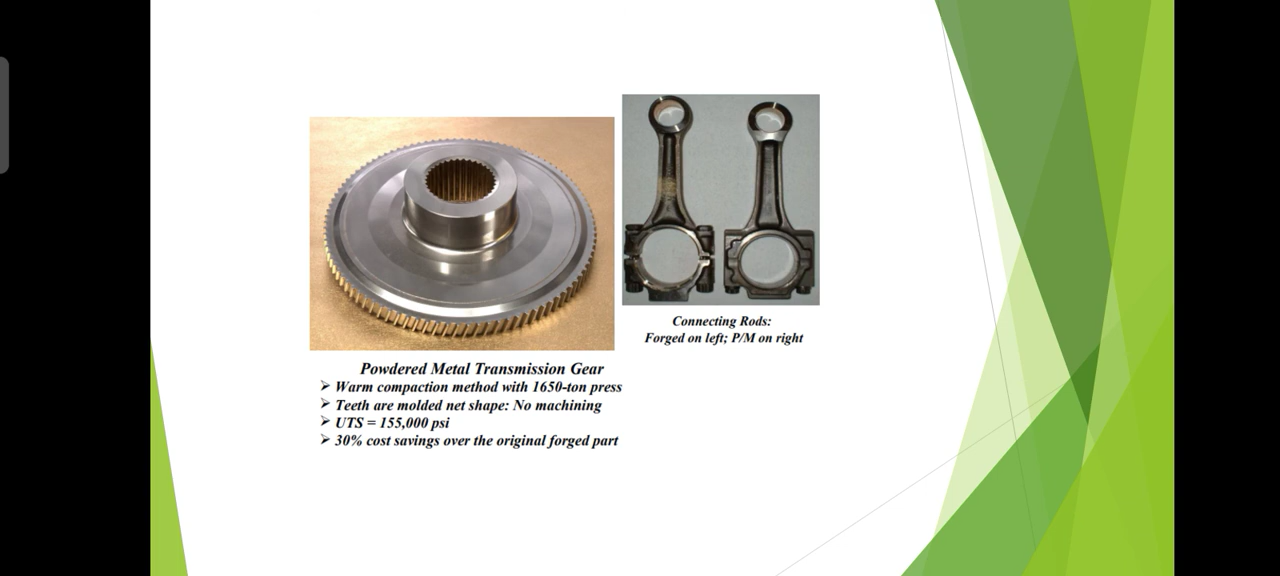 Connecting Rods:
Forged on left; P/M on right
Powdered Metal Transmission Gear
➢ Warm compaction method with 1650-ton press
➢ Teeth are molded net shape: No machining
➢ UTS = 155,000 psi
➢ 30% cost savings over the original forged part